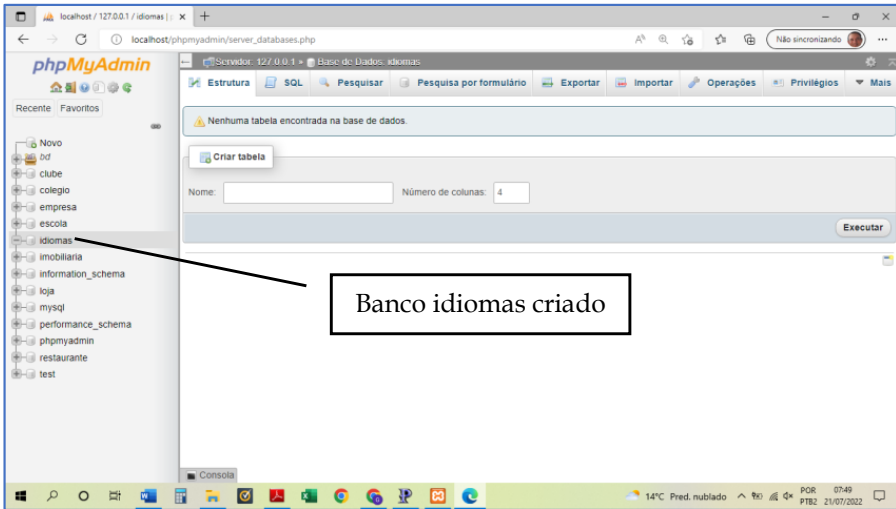 localhost / 127.0.0.1 / idiomas |
localhost/phpmyadmin/server_databases.php
Não sincronizando
phpMyAdmin
Recente Favoritos
Novo
bd
clube
colegio
empresa
escola
idiomas
imobiliaria
information_schema
loja
mysql
performance_schema
phpmyadmin
restaurante
test
Servidor: 127.0.0.1 » Base de Dados: idiomas
Estrutura SQL Pesquisar Pesquisa por formulário Exportar Importar Operações Privilégios Mais
Nenhuma tabela encontrada na base de dados.
Criar tabela
Nome: Número de colunas: 4
Executar
Banco idiomas criado
Consola
14°C Pred. nublado
POR 07:49
PTB2 21/07/2022